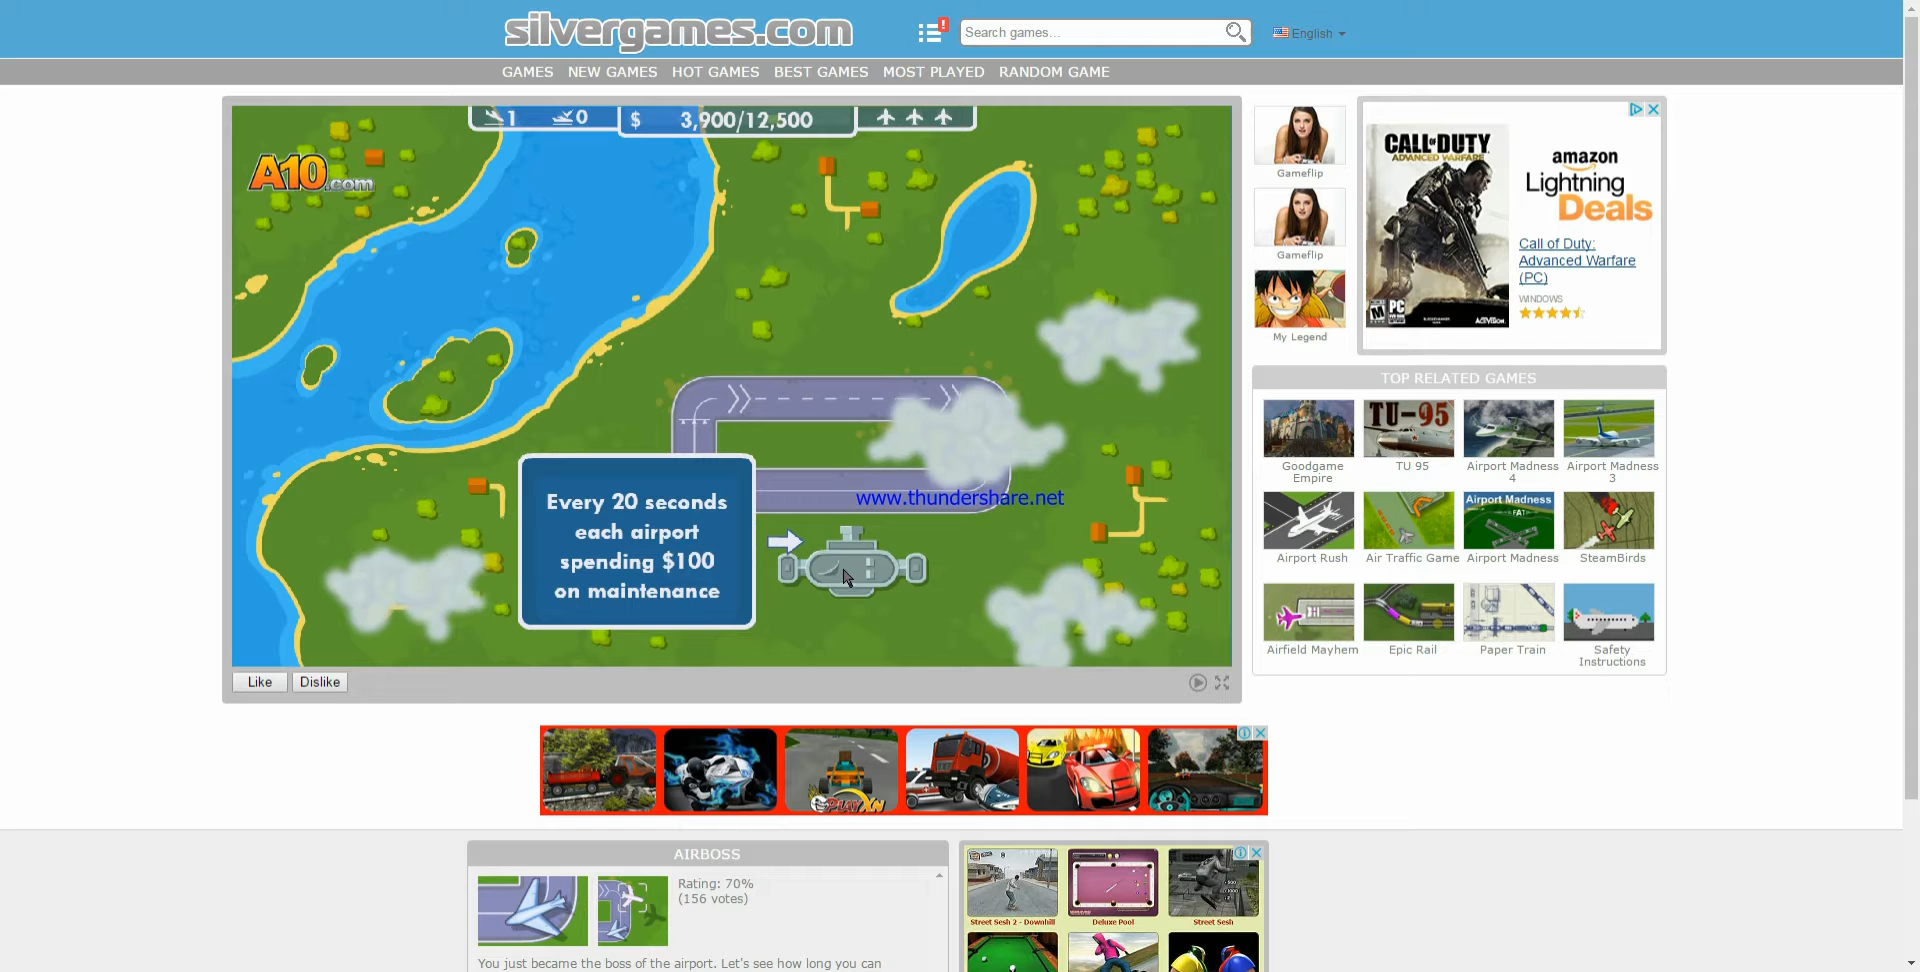 silvergames.com
!
Search games...
English
GAMES NEW GAMES HOT GAMES BEST GAMES MOST PLAYED RANDOM GAME
1 0 $ 3,900/12,500
A10.com
Every 20 seconds
each airport
spending $100
on maintenance
www.thundershare.net
Like Dislike
Gameflip
Gameflip
My Legend
CALL OF DUTY
ADVANCED WARFARE
M PC
ACTIVISION
amazon
Lightning
Deals
Call of Duty:
Advanced Warfare
(PC)
WINDOWS
TOP RELATED GAMES
TU-95
Goodgame
Empire
TU 95
Airport Madness
4
Airport Madness
3
Airport Madness
Airport Rush
Air Traffic Game
Airport Madness
SteamBirds
Airfield Mayhem
Epic Rail
Paper Train
Safety
Instructions
PLAYXN
AIRBOSS
Rating: 70%
(156 votes)
You just became the boss of the airport. Let's see how long you can
Street Sesh 2 - Downhill
Deluxe Pool
Street Sesh